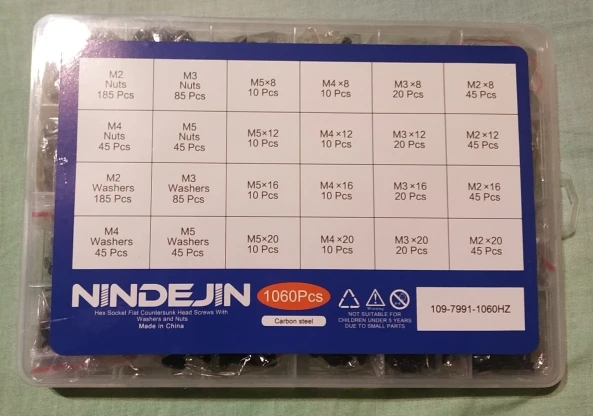 M2
Nuts
185 Pcs
M3
Nuts
85 Pcs
M5×8
10 Pcs
M4 ×8
10 Pcs
M3 ×8
20 Pcs
M2 ×8
45 Pcs
M4
Nuts
45 Pcs
M5
Nuts
45 Pcs
M5×12
10 Pcs
M4 ×12
10 Pcs
M3 ×12
20 Pcs
M2 ×12
45 Pcs
M2
Washers
185 Pcs
M3
Washers
85 Pcs
M5×16
10 Pcs
M4 ×16
10 Pcs
M3 ×16
20 Pcs
M2 ×16
45 Pcs
M4
Washers
45 Pcs
M5
Washers
45 Pcs
M5×20
10 Pcs
M4 ×20
10 Pcs
M3 ×20
20 Pcs
M2 ×20
45 Pcs
NINDEJIN
Hex Socket Flat Countersunk Head Screws With
Washers and Nuts
Made in China
1060Pcs
Carbon steel
NOT SUITABLE FOR
CHILDREN UNDER 5 YEARS
DUE TO SMALL PARTS
109-7991-1060HZ